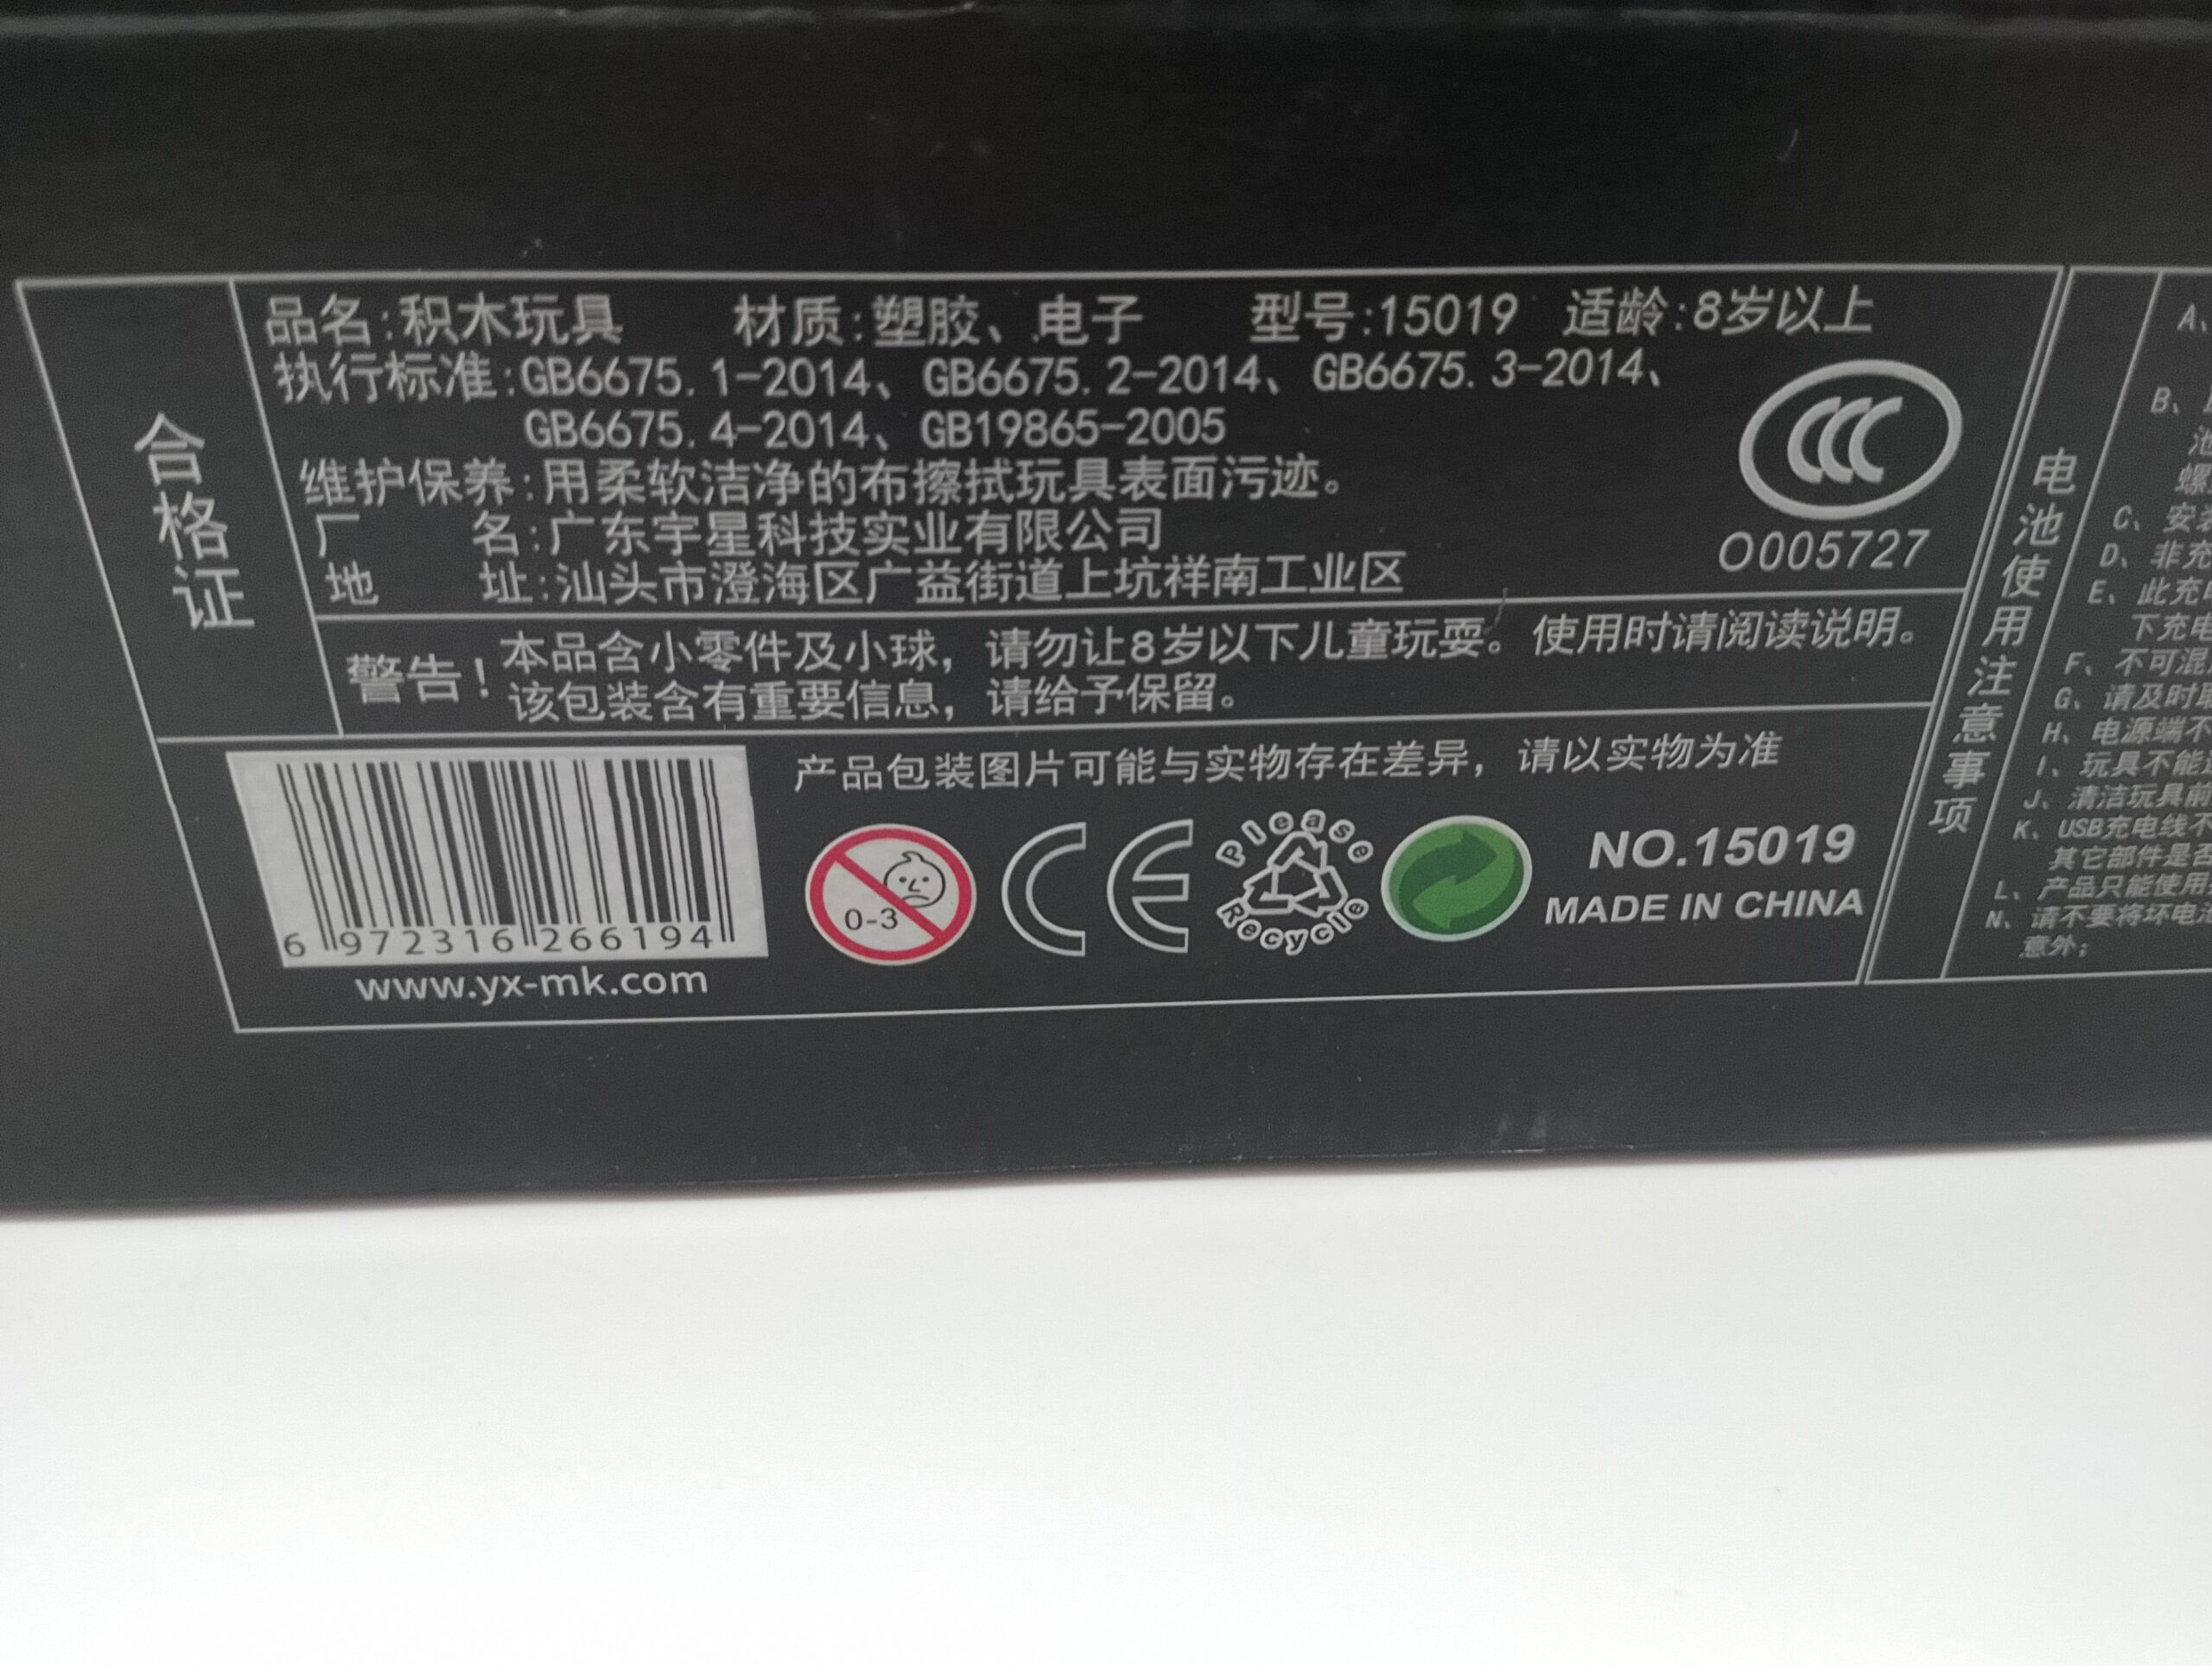 合格证
品名:积木玩具 材质:塑胶、电子 型号:15019 适龄:8岁以上
执行标准:GB6675.1-2014、GB6675.2-2014、GB6675.3-2014、
GB6675.4-2014、GB19865-2005
维护保养:用柔软洁净的布擦拭玩具表面污迹。
厂 名:广东宇星科技实业有限公司
地 址:汕头市澄海区广益街道上坑祥南工业区
CCC
O005727
警告!
本品含小零件及小球，请勿让8岁以下儿童玩耍。使用时请阅读说明。
该包装含有重要信息，请给予保留。
6 972316 266194
www.yx-mk.com
产品包装图片可能与实物存在差异，请以实物为准
0-3
CE
Please
Recycle
NO.15019
MADE IN CHINA
电池使用注意事项
A、
B、
池
螺
C、安装
D、非充
E、此充电
下充电
F、不可混
G、请及时取
H、电源端不
I、玩具不能
J、清洁玩具前
K、USB充电线不
其它部件是否
L、产品只能使用
N、请不要将坏电池
意外;